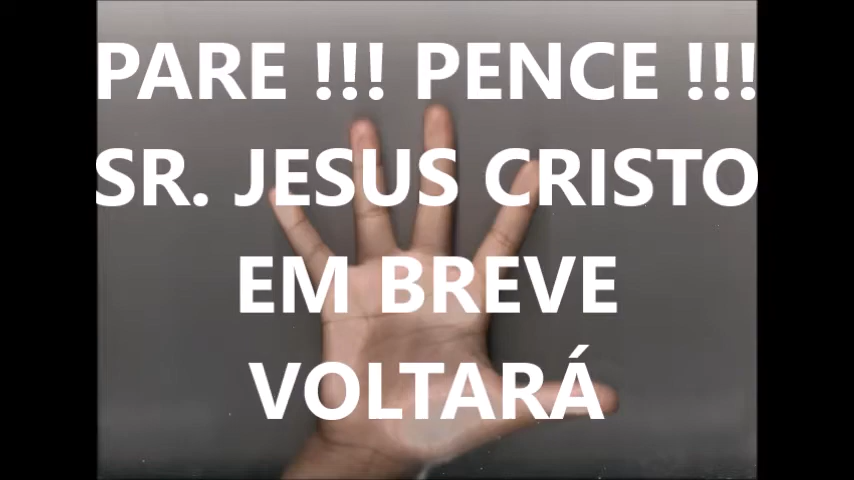 PARE !!! PENCE !!!
SR. JESUS CRISTO
EM BREVE
VOLTARÁ